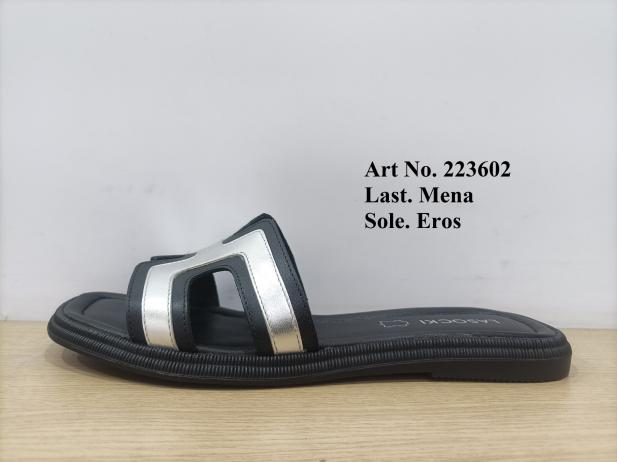 Art No. 223602
Last. Mena
Sole. Eros
LASOCKI